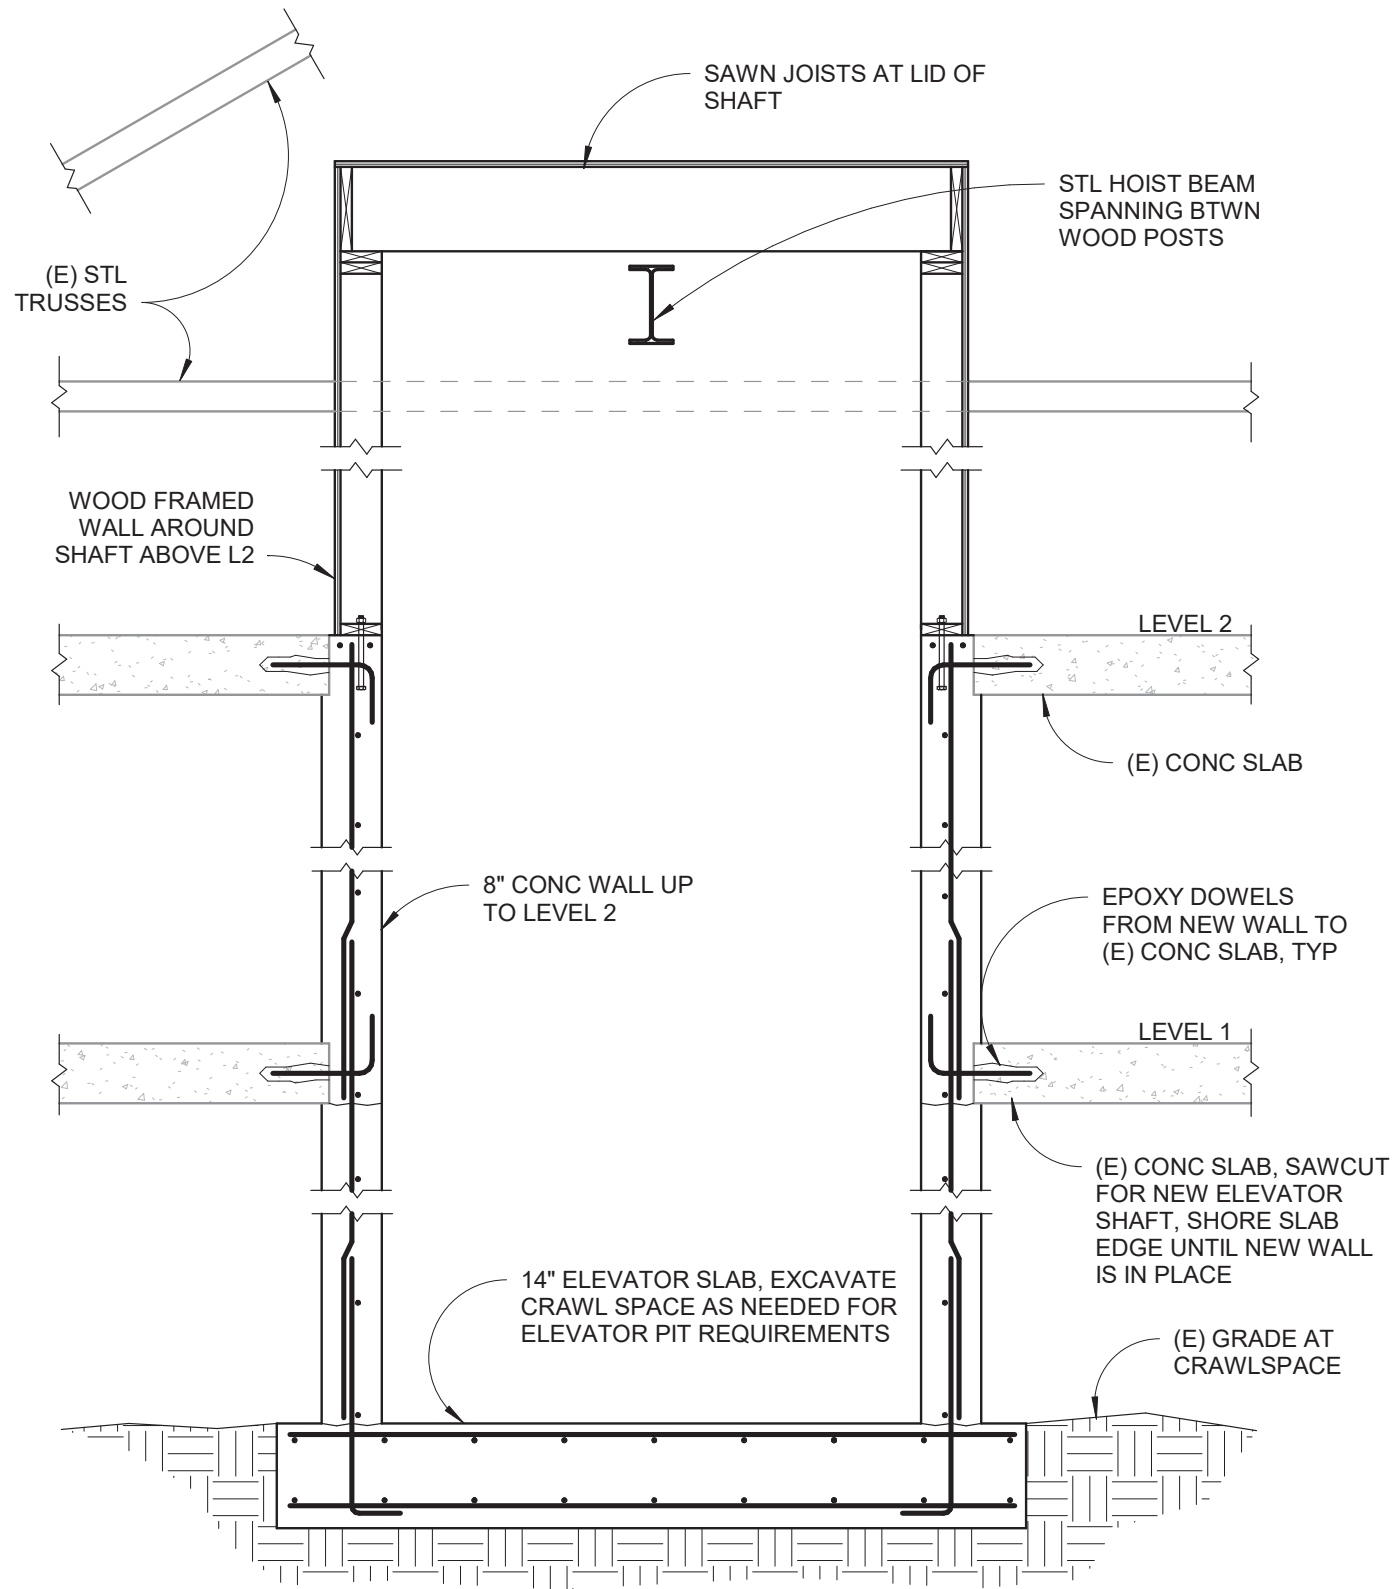 SAWN JOISTS AT LID OF
SHAFT
STL HOIST BEAM
SPANNING BTWN
WOOD POSTS
(E) STL
TRUSSES
WOOD FRAMED
WALL AROUND
SHAFT ABOVE L2
LEVEL 2
(E) CONC SLAB
8" CONC WALL UP
TO LEVEL 2
EPOXY DOWELS
FROM NEW WALL TO
(E) CONC SLAB, TYP
LEVEL 1
(E) CONC SLAB, SAWCUT
FOR NEW ELEVATOR
SHAFT, SHORE SLAB
EDGE UNTIL NEW WALL
IS IN PLACE
14" ELEVATOR SLAB, EXCAVATE
CRAWL SPACE AS NEEDED FOR
ELEVATOR PIT REQUIREMENTS
(E) GRADE AT
CRAWLSPACE